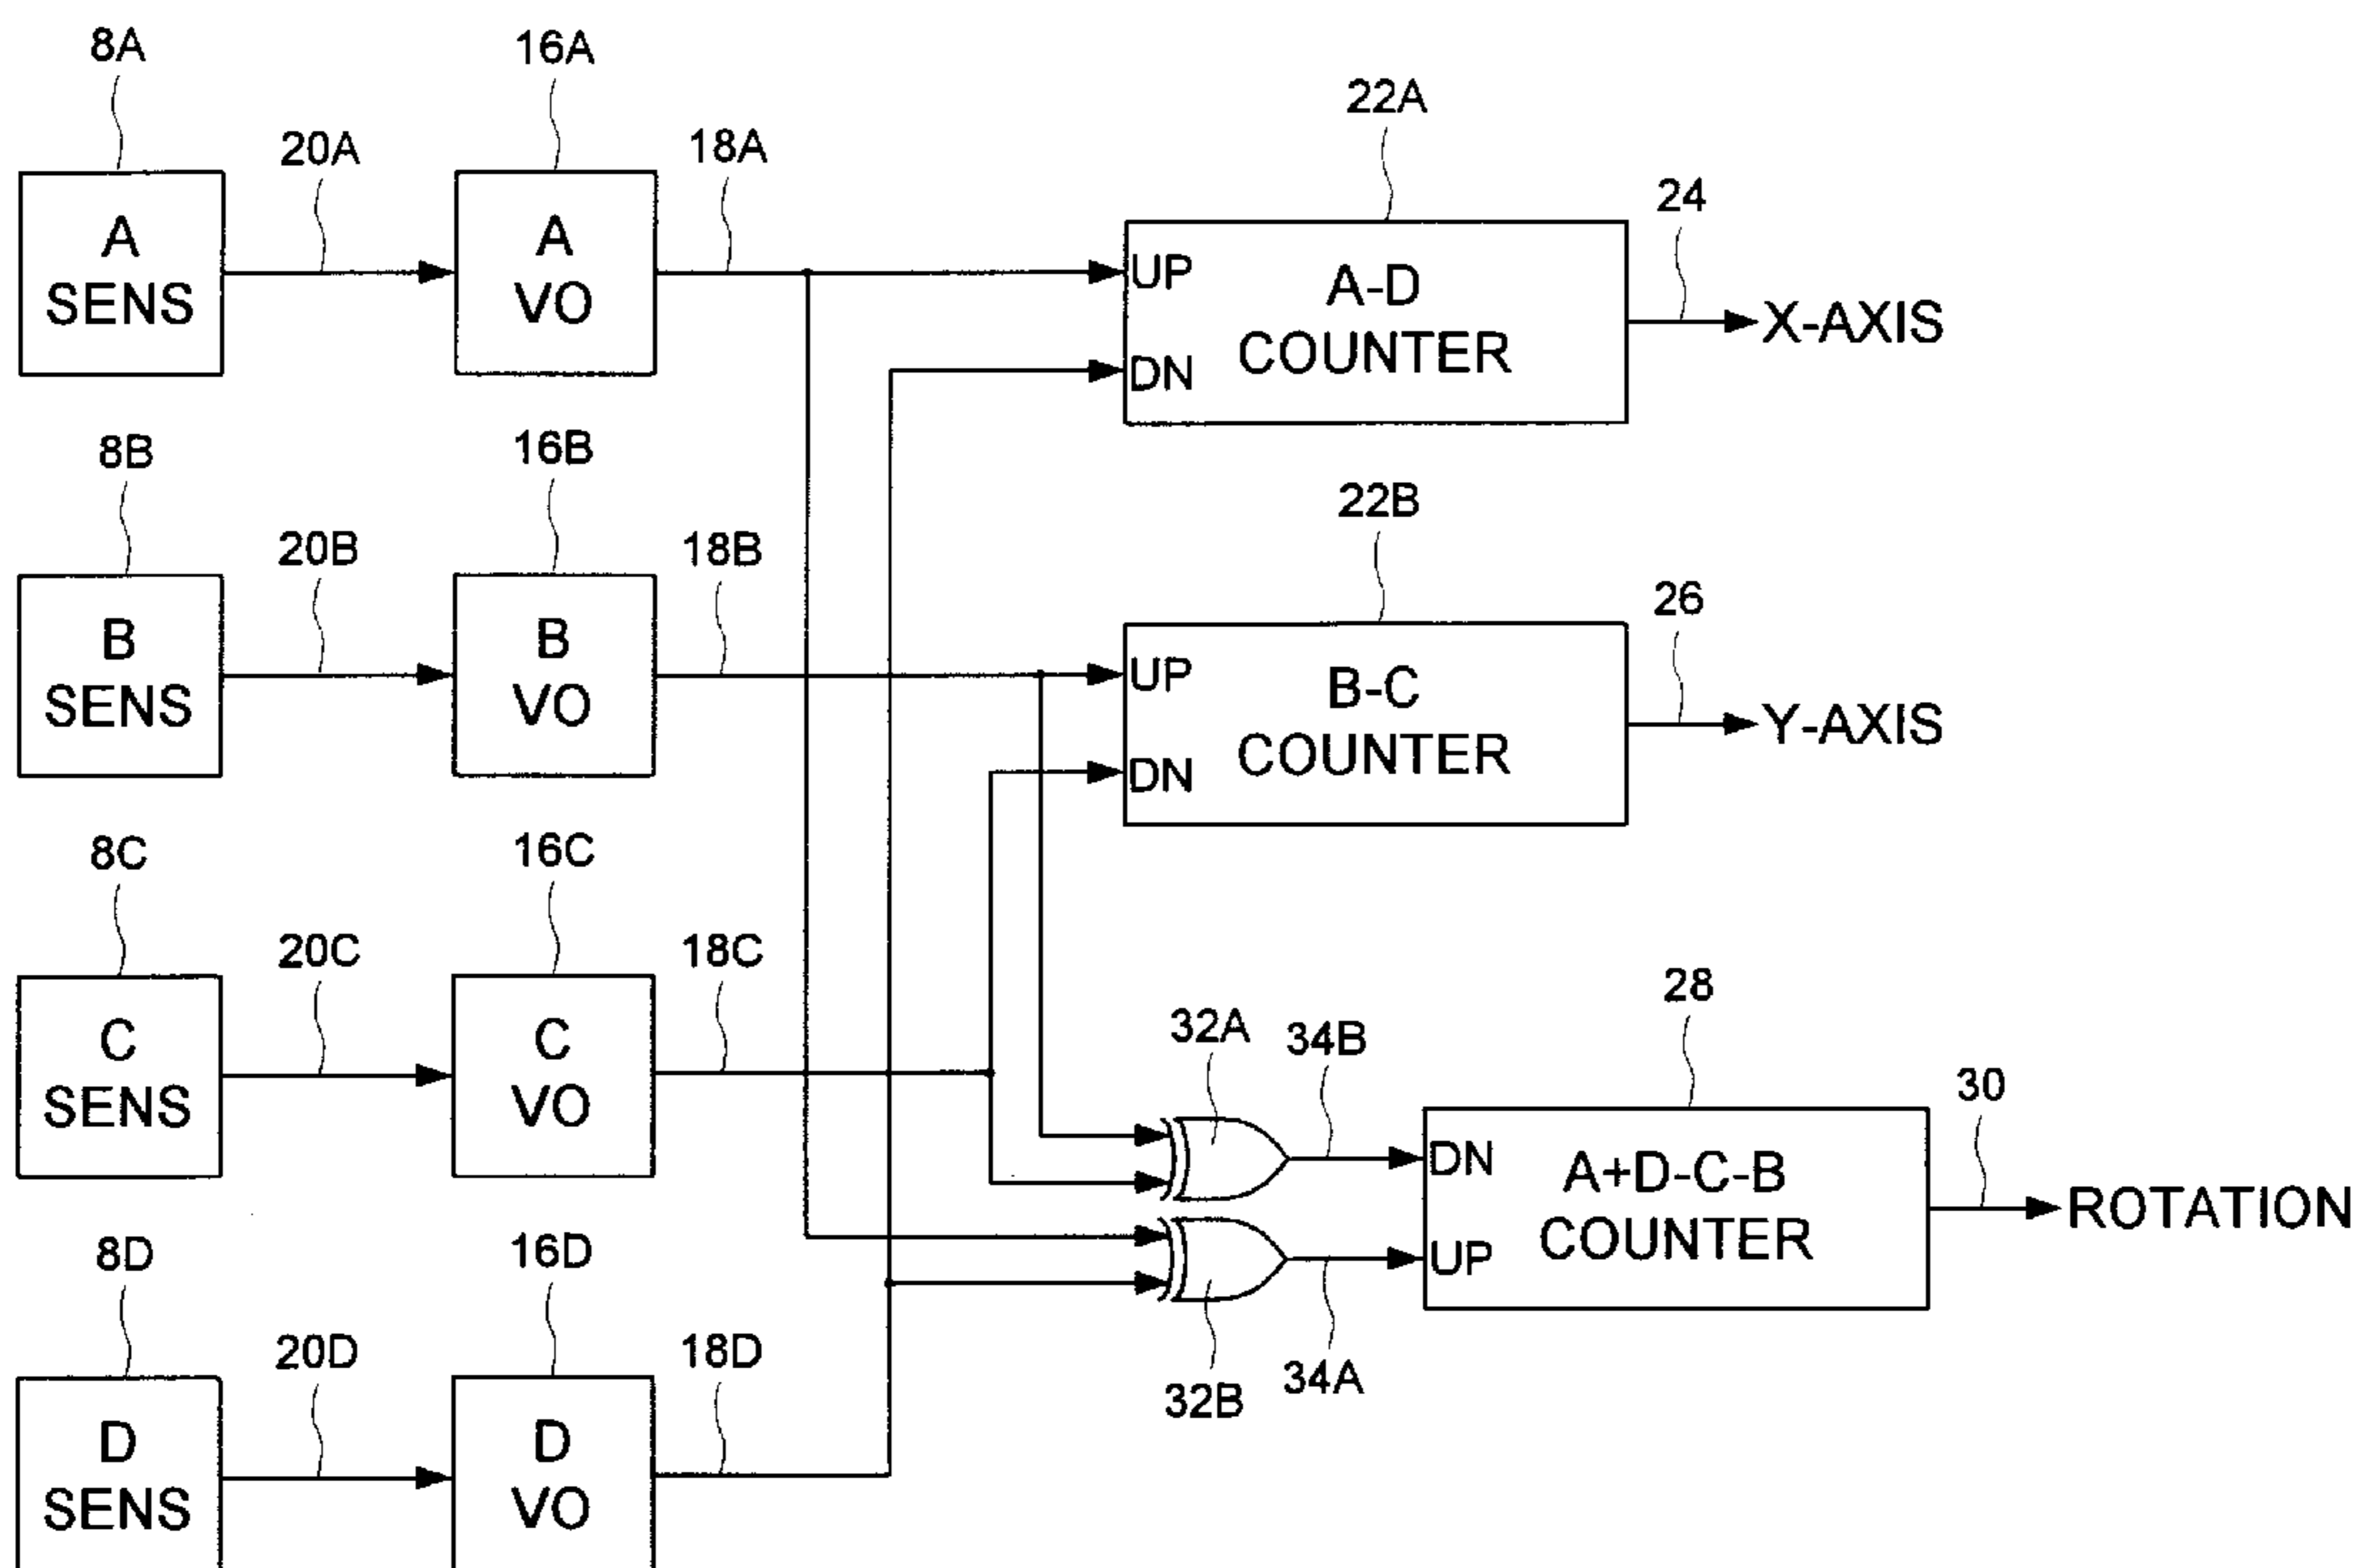 8A
16A
22A
20A
18A
24
A
SENS
A
VO
UP
DN
A-D
COUNTER
X-AXIS
8B
16B
22B
20B
18B
26
B
SENS
B
VO
UP
DN
B-C
COUNTER
Y-AXIS
8C
16C
28
20C
18C
32A
34B
30
C
SENS
C
VO
DN
UP
A+D-C-B
COUNTER
ROTATION
8D
16D
20D
18D
32B
34A
D
SENS
D
VO